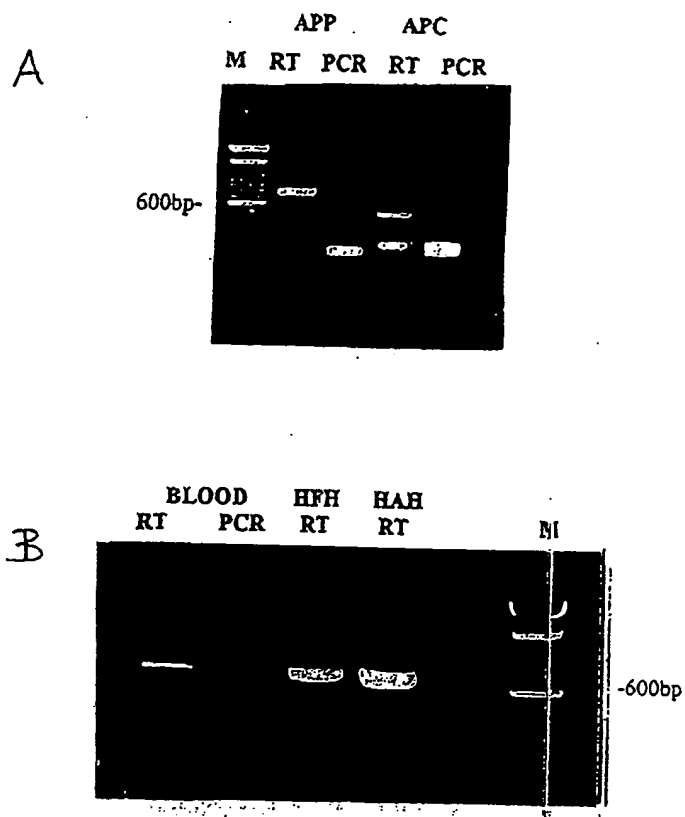 A
APP APC
M RT PCR RT PCR
600bp-
B
BLOOD HFH HAH
RT PCR RT RT M
-600bp